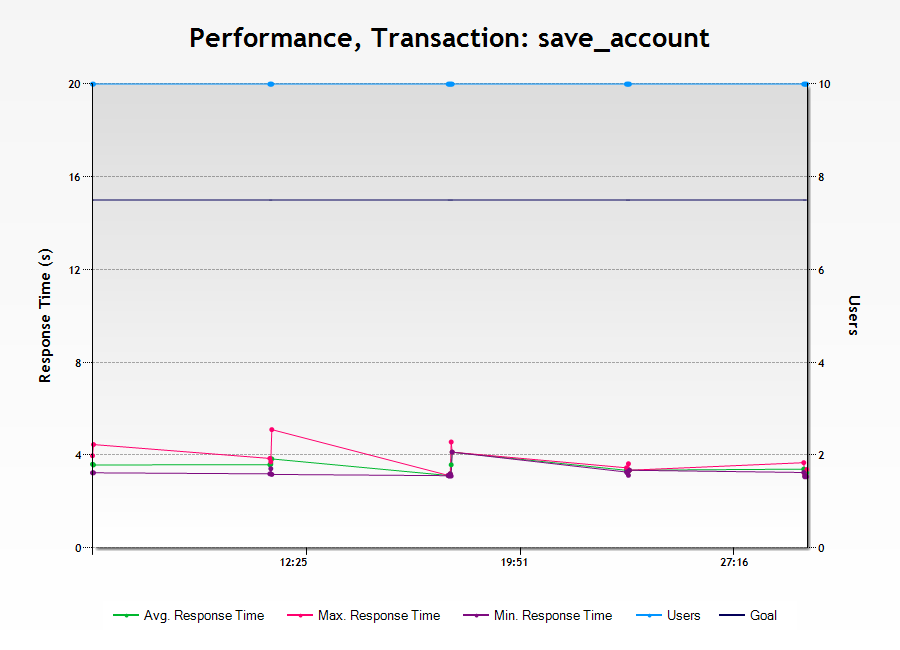 Performance, Transaction: save_account
20
16
12
8
4
0
Response Time (s)
10
8
6
4
2
0
Users
12:25
19:51
27:16
Avg. Response Time
Max. Response Time
Min. Response Time
Users
Goal